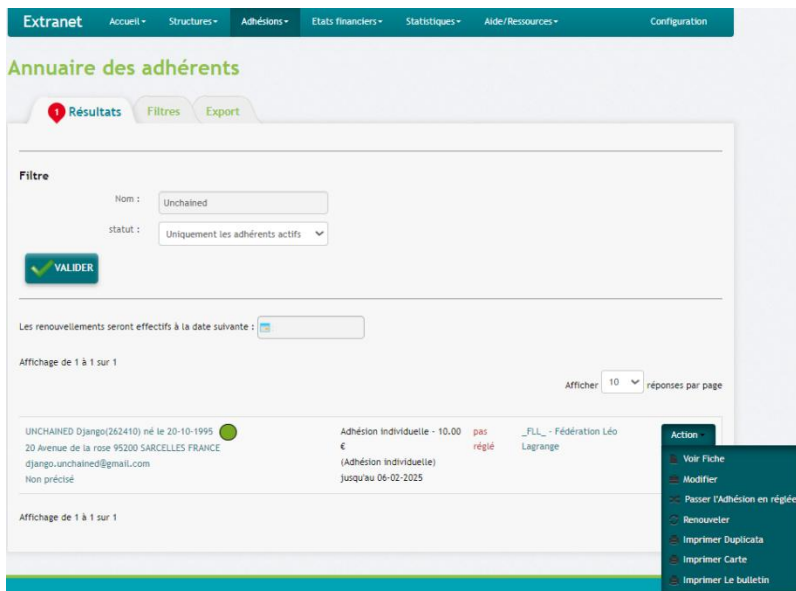 Extranet Accueil Structures Adhésions Etats financiers Statistiques Aide/Ressources Configuration
Annuaire des adhérents
1 Résultats Filtres Export
Filtre
Nom : Unchained
statut : Uniquement les adhérents actifs
VALIDER
Les renouvellements seront effectifs à la date suivante :
Affichage de 1 à 1 sur 1
Afficher 10 réponses par page
UNCHAINED Django(262410) né le 20-10-1995
20 Avenue de la rose 95200 SARCELLES FRANCE
django.unchained@gmail.com
Non précisé
Adhésion individuelle - 10.00
€
(Adhésion individuelle)
jusqu'au 06-02-2025
pas
réglé
_FLL_ - Fédération Léo
Lagrange
Action
Voir Fiche
Modifier
Passer l'Adhésion en réglée
Renouveler
Imprimer Duplicata
Imprimer Carte
Imprimer Le bulletin
Affichage de 1 à 1 sur 1